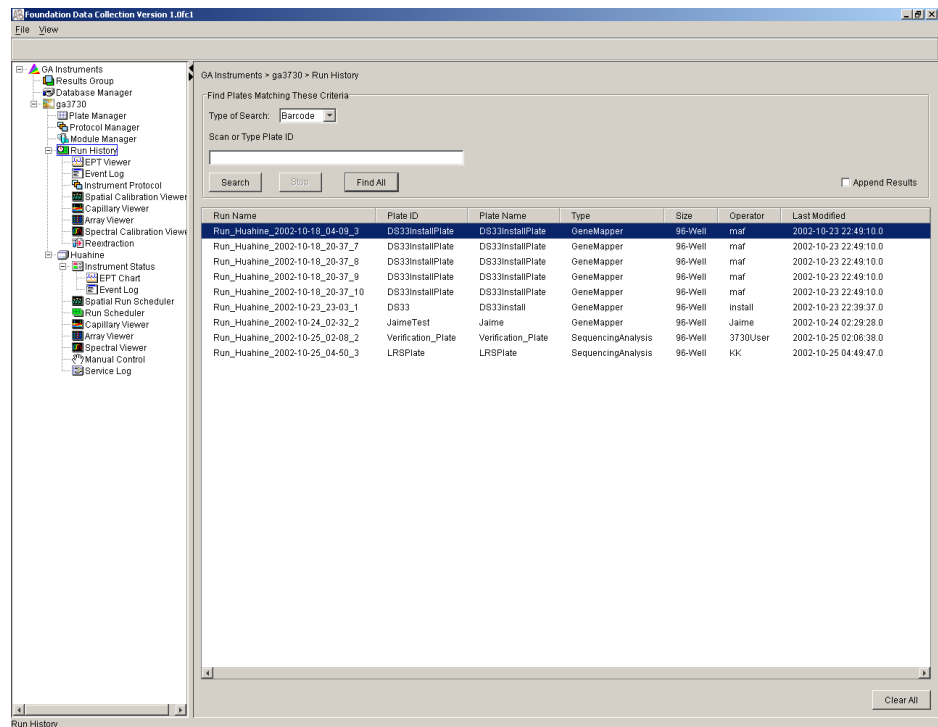 Foundation Data Collection Version 1.0fc1
File View
GA Instruments
Results Group
Database Manager
ga3730
Plate Manager
Protocol Manager
Module Manager
Run History
EPT Viewer
Event Log
Instrument Protocol
Spatial Calibration Viewer
Capillary Viewer
Array Viewer
Spectral Calibration Viewe
Reextraction
Huahine
Instrument Status
EPT Chart
Event Log
Spatial Run Scheduler
Run Scheduler
Capillary Viewer
Array Viewer
Spectral Viewer
Manual Control
Service Log
GA Instruments > ga3730 > Run History
Find Plates Matching These Criteria
Type of Search: Barcode
Scan or Type Plate ID
Search Stop Find All Append Results
Run Name Plate ID Plate Name Type Size Operator Last Modified
Run_Huahine_2002-10-18_04-09_3 DS33InstallPlate DS33InstallPlate GeneMapper 96-Well maf 2002-10-23 22:49:10.0
Run_Huahine_2002-10-18_20-37_7 DS33InstallPlate DS33InstallPlate GeneMapper 96-Well maf 2002-10-23 22:49:10.0
Run_Huahine_2002-10-18_20-37_8 DS33InstallPlate DS33InstallPlate GeneMapper 96-Well maf 2002-10-23 22:49:10.0
Run_Huahine_2002-10-18_20-37_9 DS33InstallPlate DS33InstallPlate GeneMapper 96-Well maf 2002-10-23 22:49:10.0
Run_Huahine_2002-10-18_20-37_10 DS33InstallPlate DS33InstallPlate GeneMapper 96-Well maf 2002-10-23 22:49:10.0
Run_Huahine_2002-10-23_23-03_1 DS33 DS33install GeneMapper 96-Well install 2002-10-23 22:39:37.0
Run_Huahine_2002-10-24_02-32_2 JaimeTest Jaime GeneMapper 96-Well Jaime 2002-10-24 02:29:28.0
Run_Huahine_2002-10-25_02-08_2 Verification_Plate Verification_Plate SequencingAnalysis 96-Well 3730User 2002-10-25 02:06:38.0
Run_Huahine_2002-10-25_04-50_3 LRSPlate LRSPlate SequencingAnalysis 96-Well KK 2002-10-25 04:49:47.0
Clear All
Run History